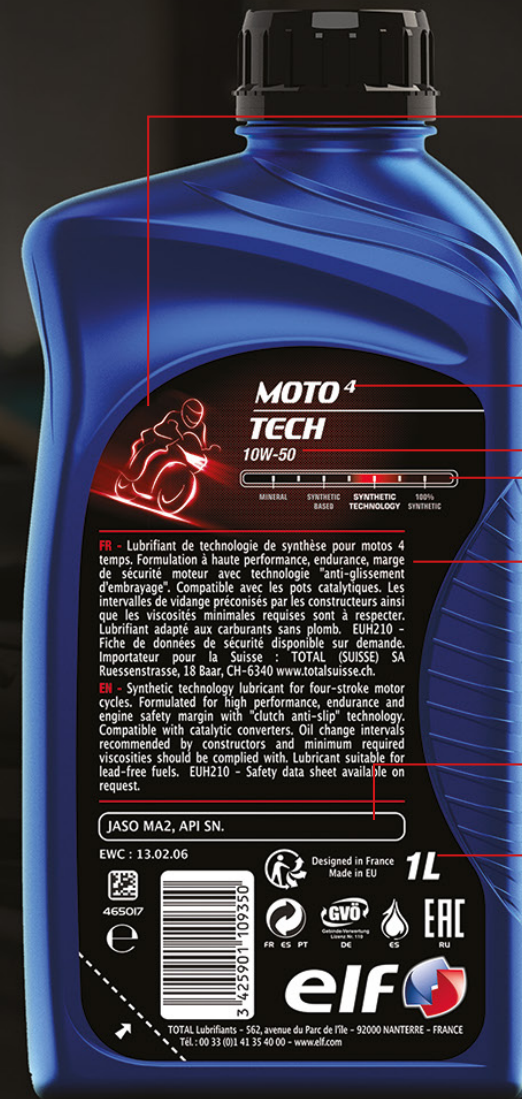 MOTO 4
TECH
10W-50
MINERAL
SYNTHETIC
BASED
SYNTHETIC
TECHNOLOGY
100%
SYNTHETIC
FR - Lubrifiant de technologie de synthèse pour motos 4
temps. Formulation à haute performance, endurance, marge
de sécurité moteur avec technologie "anti-glissement
d'embrayage". Compatible avec les pots catalytiques. Les
intervalles de vidange préconisés par les constructeurs ainsi
que les viscosités minimales requises sont à respecter.
Lubrifiant adapté aux carburants sans plomb. EUH210 -
Fiche de données de sécurité disponible sur demande.
Importateur pour la Suisse : TOTAL (SUISSE) SA
Ruessenstrasse, 18 Baar, CH-6340 www.totalsuisse.ch.
EN - Synthetic technology lubricant for four-stroke motor
cycles. Formulated for high performance, endurance and
engine safety margin with "clutch anti-slip" technology.
Compatible with catalytic converters. Oil change intervals
recommended by constructors and minimum required
viscosities should be complied with. Lubricant suitable for
lead-free fuels. EUH210 - Safety data sheet available on
request.
JASO MA2, API SN.
EWC : 13.02.06
Designed in France
Made in EU
1L
465017
e
3 425901 109350
FR ES PT
GVÖ
Gebinde-Verwertung
Lizenz Nr. 110
DE
ES
EAC
RU
elf
TOTAL Lubrifiants - 562, avenue du Parc de l'Île - 92000 NANTERRE - FRANCE
Tél. : 00 33 (0)1 41 35 40 00 - www.elf.com